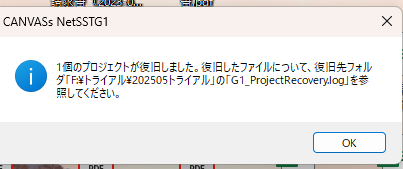 CANVASs NetSSTG1
1個のプロジェクトが復旧しました。復旧したファイルについて、復旧先フォル
ダ「F:¥トライアル¥202505トライアル」の「G1_ProjectRecovery.log」を参
照してください。
OK